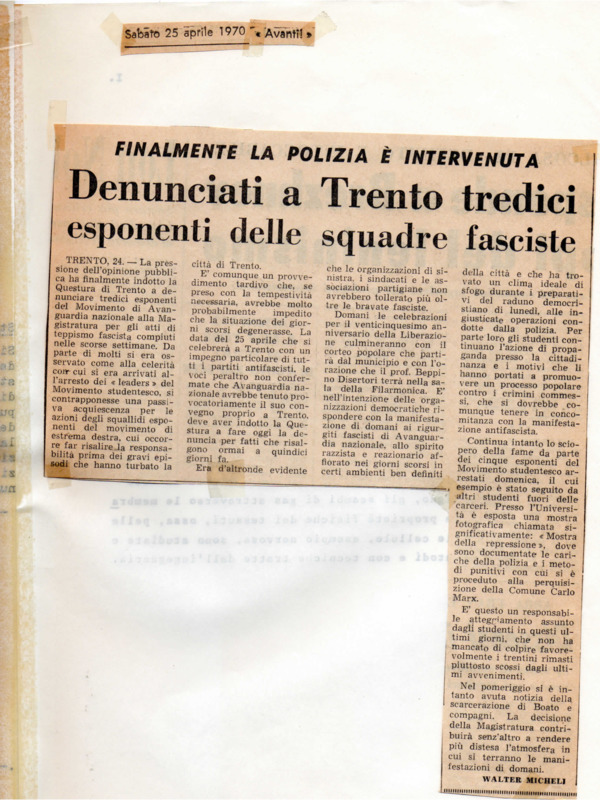 Sabato 25 aprile 1970 « Avanti! »
FINALMENTE LA POLIZIA È INTERVENUTA
Denunciati a Trento tredici
esponenti delle squadre fasciste
TRENTO, 24. — La pres-
sione dell'opinione pubbli-
ca ha finalmente indotto la
Questura di Trento a de-
nunciare tredici esponenti
del Movimento di Avan-
guardia nazionale alla Ma-
gistratura per gli atti di
teppismo fascista compiuti
nelle scorse settimane. Da
parte di molti si era os-
servato come alla celerità
con cui si era arrivati al-
l'arresto dei «leaders» del
Movimento studentesco, si
contrapponesse una passi-
va acquiescenza per le
azioni degli squallidi espo-
nenti del movimento di
estrema destra, cui occor-
re far risalire la responsa-
bilità prima dei gravi epi-
sodi che hanno turbato la
città di Trento.
E' comunque un provve-
dimento tardivo che, se
preso con la tempestività
necessaria, avrebbe molto
probabilmente impedito
che la situazione dei gior-
ni scorsi degenerasse. La
data del 25 aprile che si
celebrerà a Trento con un
impegno particolare di tut-
ti i partiti antifascisti, le
voci peraltro non confer-
mate che Avanguardia na-
zionale avrebbe tenuto pro-
vocatoriamente il suo con-
vegno proprio a Trento,
deve aver indotto la Que-
stura a fare oggi la denun-
cia per fatti che risalgono
ormai a quindici giorni fa.
Era d'altronde evidente
che le organizzazioni di si-
nistra, i sindacati e le as-
sociazioni partigiane non
avrebbero tollerato più ol-
tre le bravate fasciste.
Domani le celebrazioni
per il venticinquesimo an-
niversario della Liberazio-
ne culmineranno con il
corteo popolare che parti-
rà dal municipio e con l'o-
razione che il prof. Beppi-
no Disertori terrà nella sa-
la della Filarmonica. E'
nell'intenzione delle orga-
nizzazioni democratiche ri-
spondere con la manifesta-
zione di domani ai rigur-
giti fascisti di Avanguar-
dia nazionale, allo spirito
razzista e reazionario af-
fiorato nei giorni scorsi in
certi ambienti ben definiti
della città e che ha tro-
vato un clima ideale di
sfogo durante i preparati-
vi del raduno democri-
stiano di lunedì, alle in-
giusticate operazioni con-
dotte dalla polizia. Per
parte loro gli studenti con-
tinuano l'azione di propa-
ganda presso la cittadi-
nanza e i motivi che li
hanno portati a promuo-
vere un processo popolare
contro i crimini commes-
si, che si dovrebbe co-
munque tenere in conco-
mitanza con la manifesta-
zione antifascista.
Continua intanto lo scio-
pero della fame da parte
dei cinque esponenti del
Movimento studentesco ar-
restati domenica, il cui
esempio è stato seguito da
altri studenti fuori delle
carceri. Presso l'Universi-
tà è esposta una mostra
fotografica chiamata si-
gnificativamente: « Mostra
della repressione », dove
sono documentate le cari-
che della polizia e i meto-
di punitivi con cui si è
proceduto alla perquisi-
zione della Comune Carlo
Marx.
E' questo un responsabi-
le atteggiamento assunto
dagli studenti in questi ul-
timi giorni, che non ha
mancato di colpire favore-
volmente i trentini rimasti
piuttosto scossi dagli ulti-
mi avvenimenti.
Nel pomeriggio si è in-
tanto avuta notizia della
scarcerazione di Boato e
compagni. La decisione
della Magistratura contri-
buirà senz'altro a rendere
più distesa l'atmosfera in
cui si terranno le mani-
festazioni di domani.
WALTER MICHELI